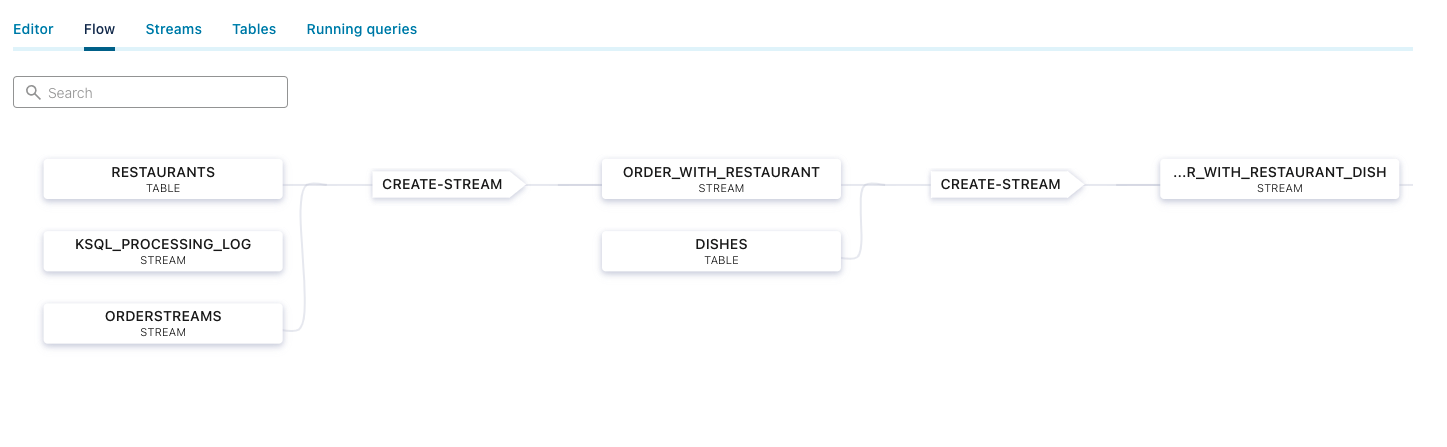 Editor Flow Streams Tables Running queries
Search
RESTAURANTS
TABLE
CREATE-STREAM
ORDER_WITH_RESTAURANT
STREAM
CREATE-STREAM
...R_WITH_RESTAURANT_DISH
STREAM
KSQL_PROCESSING_LOG
STREAM
DISHES
TABLE
ORDERSTREAMS
STREAM